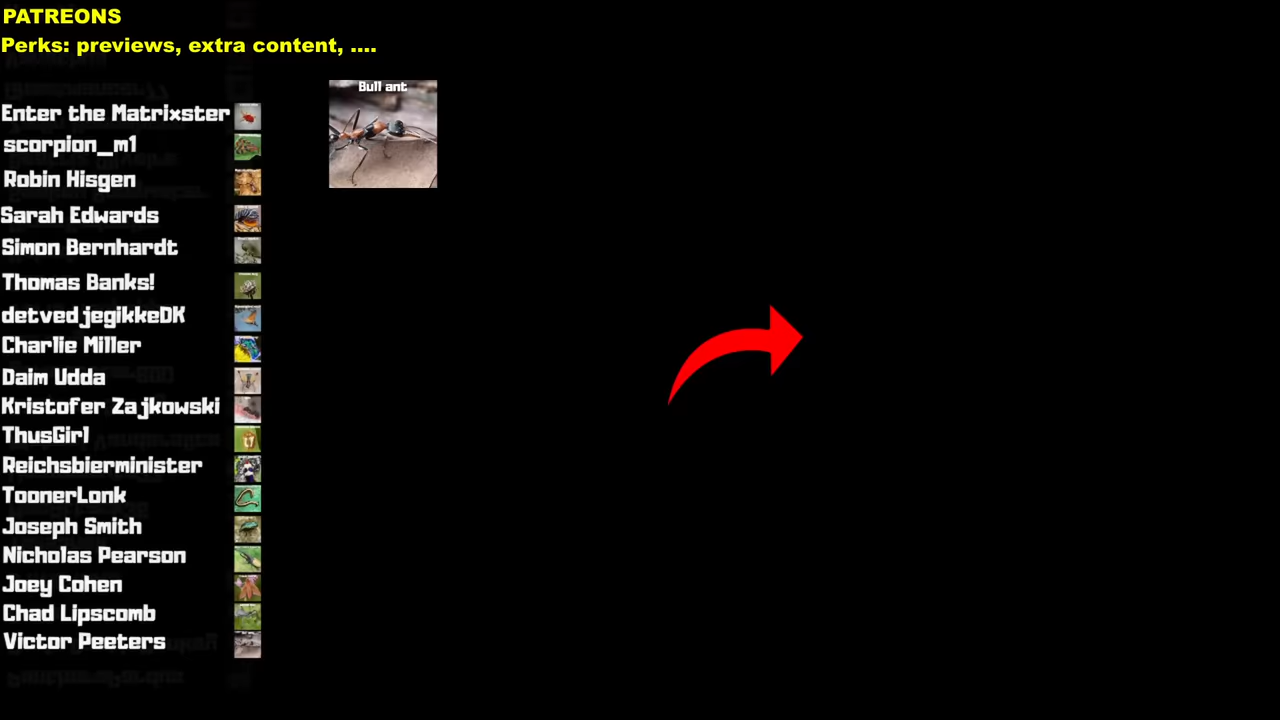 PATREONS
Perks: previews, extra content, ....
Bull ant
Enter the Matrixster
scorpion_m1
Robin Hisgen
Sarah Edwards
Simon Bernhardt
Thomas Banks!
detvedjegikkeDK
Charlie Miller
Daim Udda
Kristofer Zajkowski
ThusGirl
Reichsbierminister
ToonerLonk
Joseph Smith
Nicholas Pearson
Joey Cohen
Chad Lipscomb
Victor Peeters